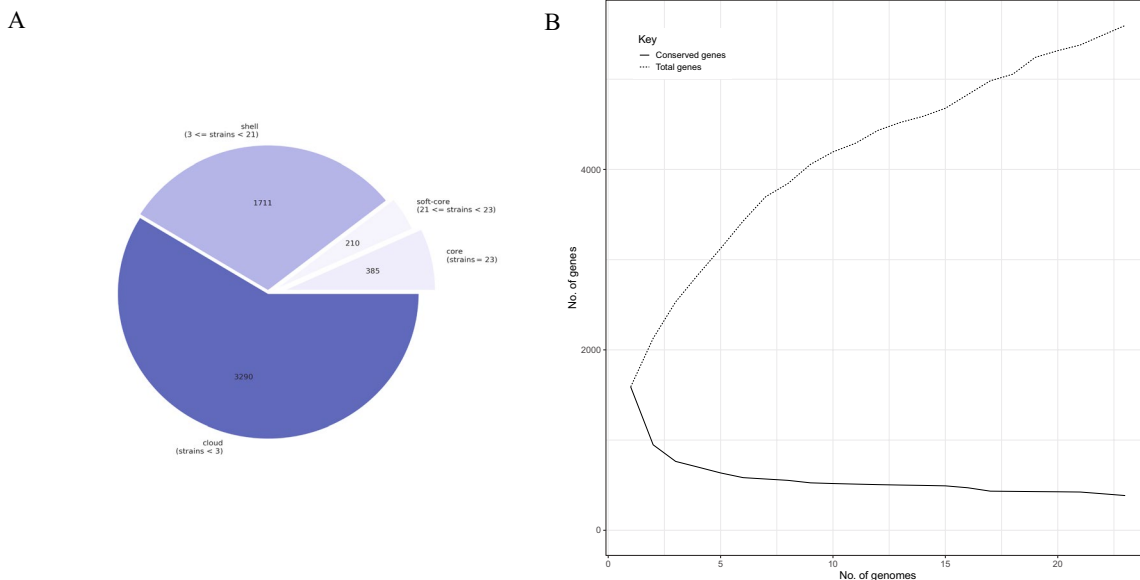 A
shell
(3 <= strains < 21)
1711
soft-core
(21 <= strains < 23)
210
core
(strains = 23)
385
3290
cloud
(strains < 3)
B
Key
Conserved genes
Total genes
No. of genes
4000
2000
0
0
5
10
15
20
No. of genomes